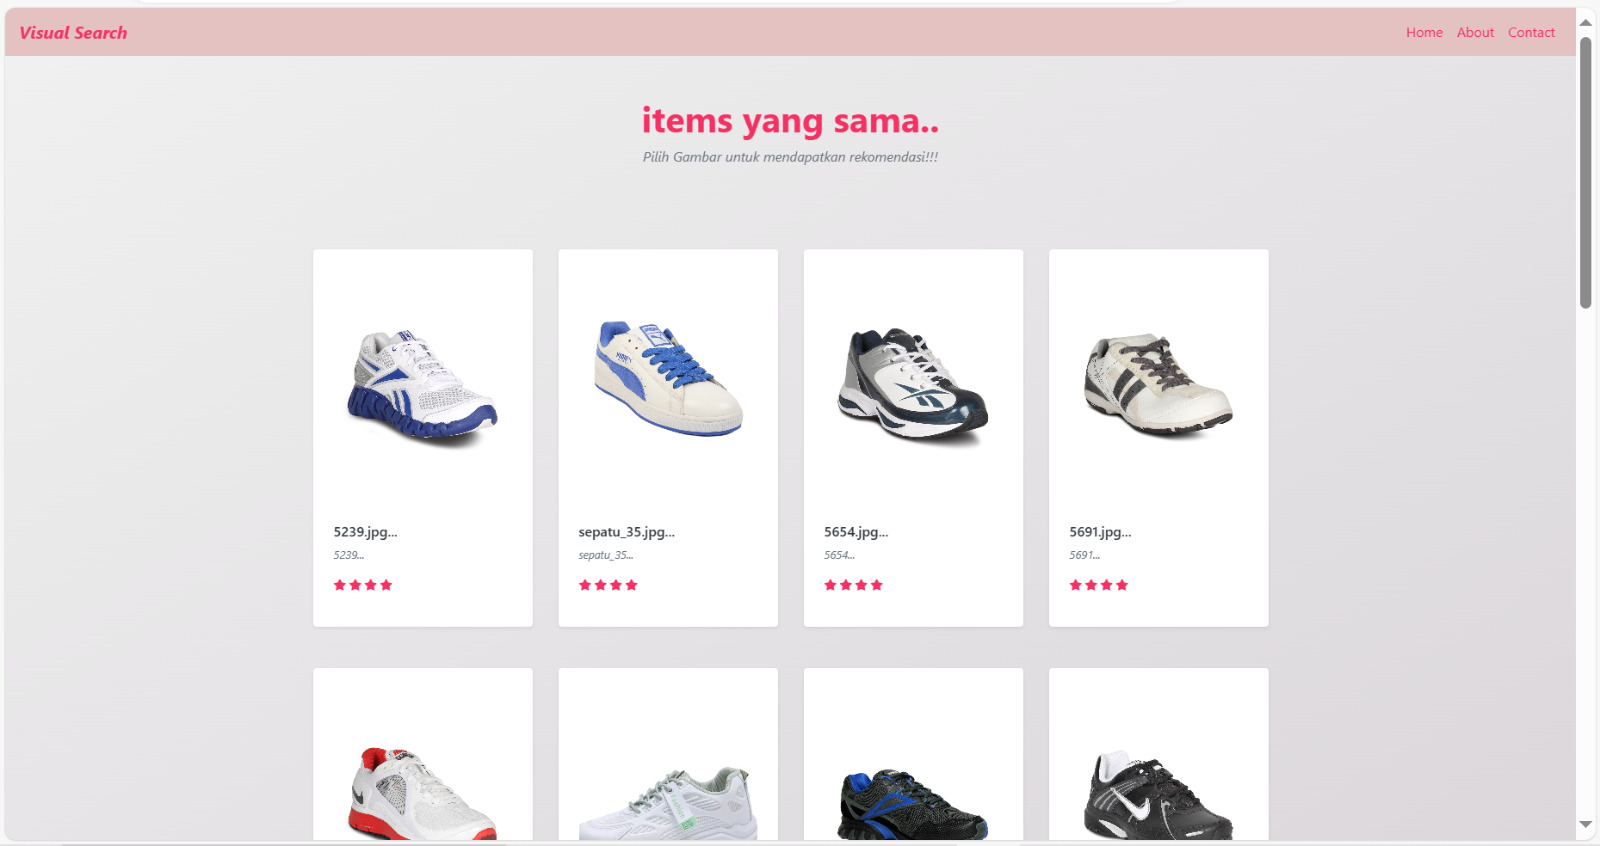 Visual Search
Home About Contact
items yang sama..
Pilih Gambar untuk mendapatkan rekomendasi!!!
5239.jpg...
5239...
sepatu_35.jpg...
sepatu_35...
5654.jpg...
5654...
5691.jpg...
5691...